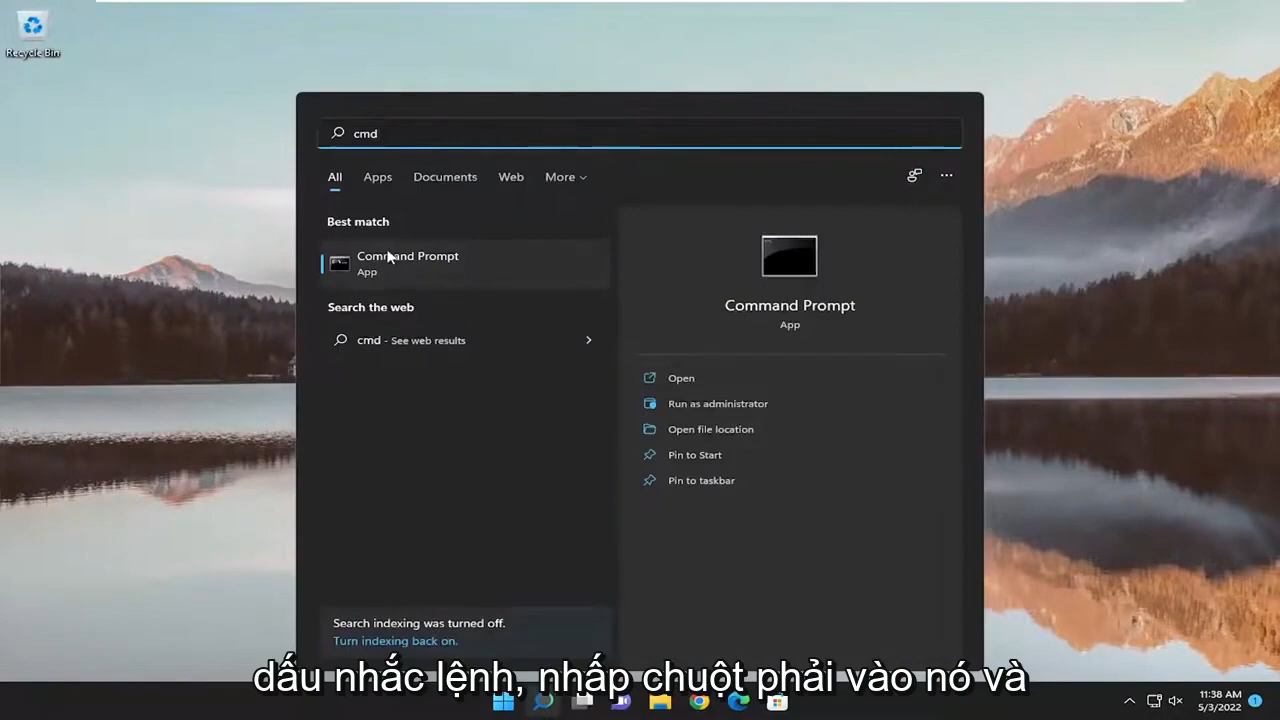 Recycle Bin
cmd
All Apps Documents Web More
Best match
Command Prompt
App
Search the web
cmd - See web results
Command Prompt
App
Open
Run as administrator
Open file location
Pin to Start
Pin to taskbar
Search indexing was turned off.
Turn indexing back on.
dấu nhắc lệnh, nhấp chuột phải vào nó và
11:38 AM
5/3/2022
1